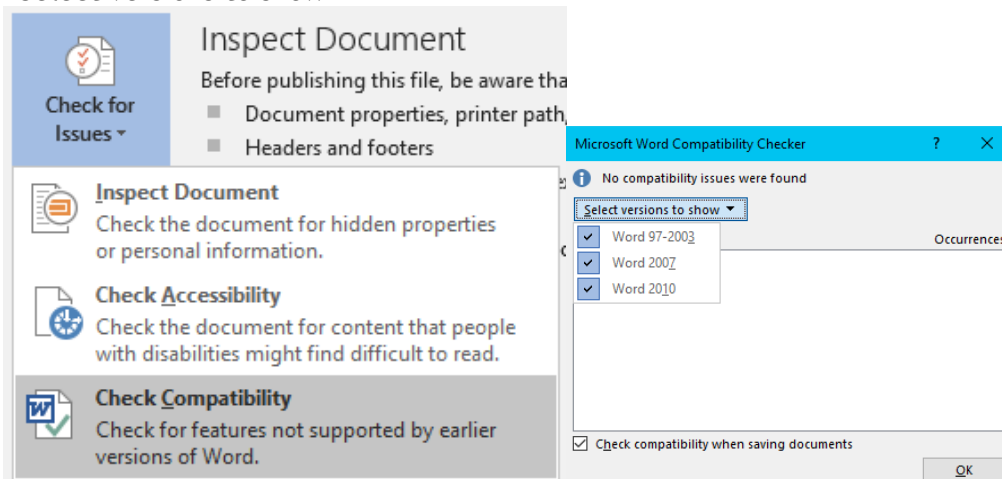 Inspect Document
Before publishing this file, be aware tha
Check for
Issues
Document properties, printer path,
Headers and footers
Inspect Document
Check the document for hidden properties
or personal information.
Check Accessibility
Check the document for content that people
with disabilities might find difficult to read.
Check Compatibility
Check for features not supported by earlier
versions of Word.
Microsoft Word Compatibility Checker
No compatibility issues were found
Select versions to show
Word 97-2003
Word 2007
Word 2010
Occurrences
Check compatibility when saving documents
OK